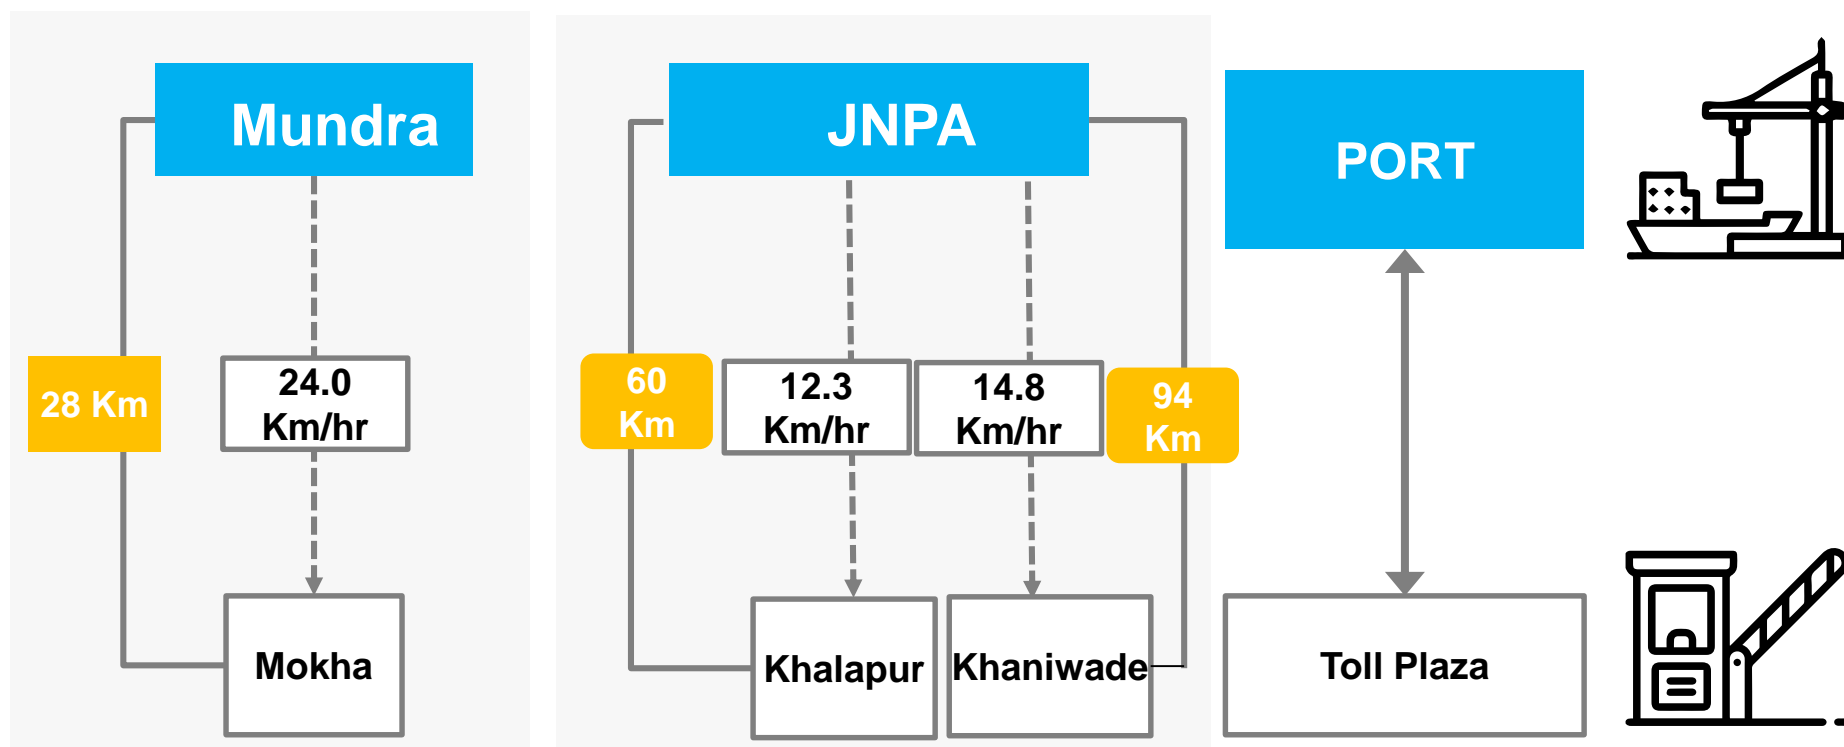 Mundra
JNPA
PORT
28 Km
24.0
Km/hr
60
Km
12.3
Km/hr
14.8
Km/hr
94
Km
Mokha
Khalapur
Khaniwade
Toll Plaza